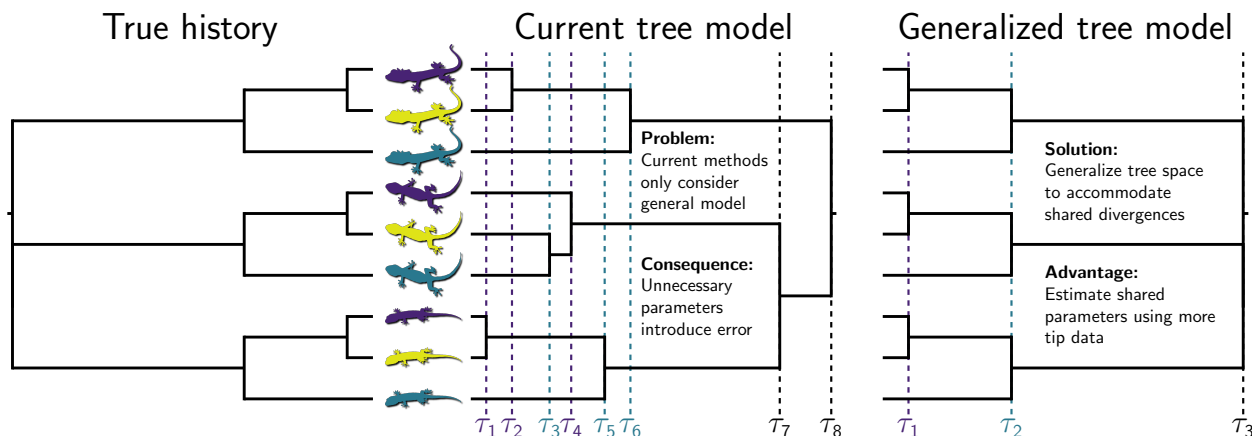 True history
Current tree model
Generalized tree model
Problem:
Current methods
only consider
general model
Consequence:
Unnecessary
parameters
introduce error
Solution:
Generalize tree space
to accommodate
shared divergences
Advantage:
Estimate shared
parameters using more
tip data
τ1 τ2 τ3 τ4 τ5 τ6 τ7 τ8
τ1 τ2 τ3